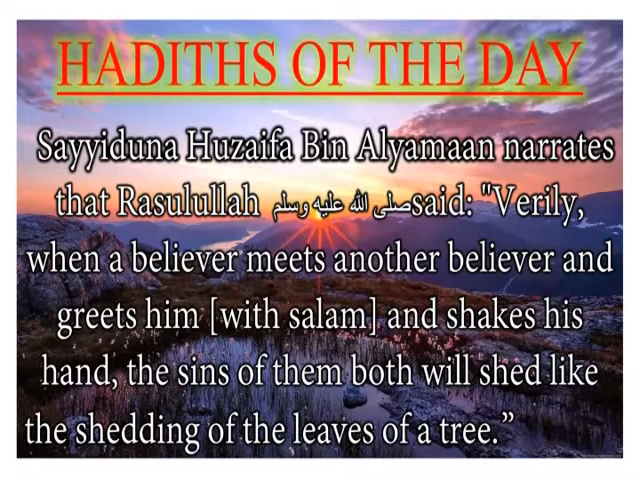 HADITHS OF THE DAY
Sayyiduna Huzaifa Bin Alyamaan narrates
that Rasulullah صلى الله عليه وسلم said: "Verily,
when a believer meets another believer and
greets him [with salam] and shakes his
hand, the sins of them both will shed like
the shedding of the leaves of a tree.”